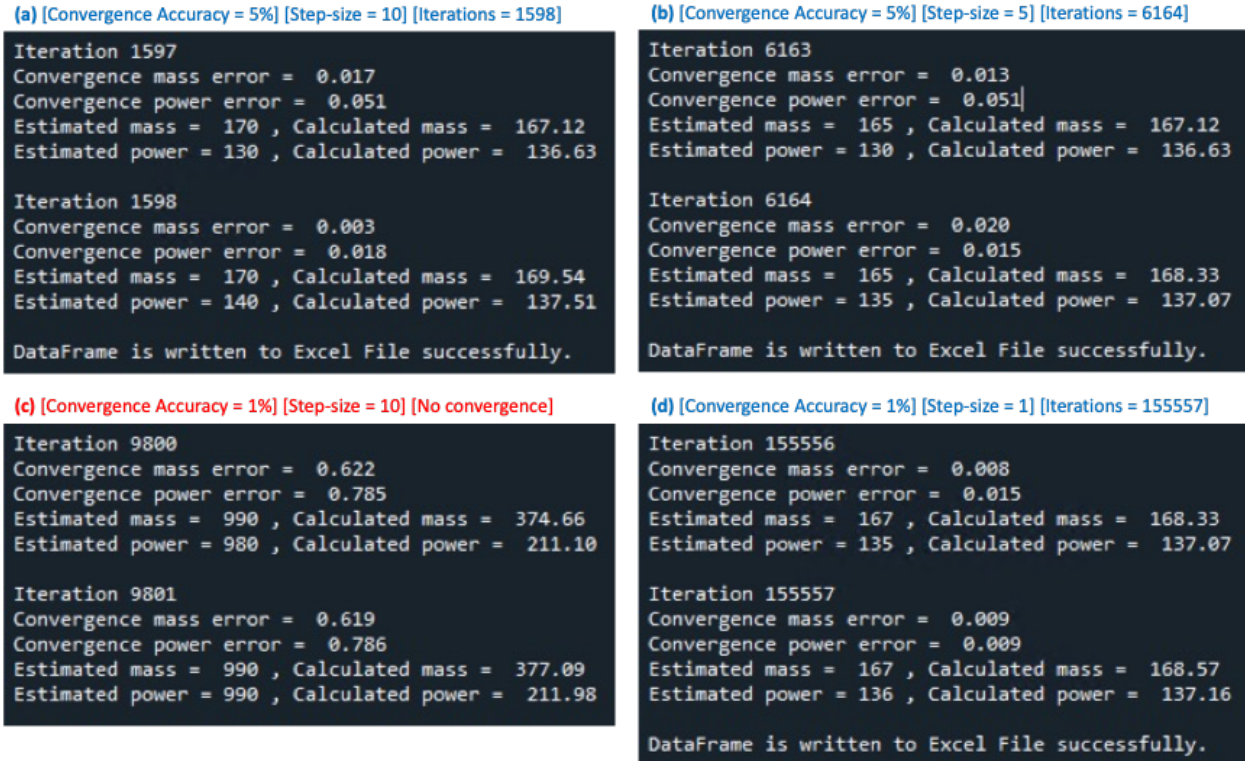 (a) [Convergence Accuracy = 5%] [Step-size = 10] [Iterations = 1598]
Iteration 1597
Convergence mass error =  0.017
Convergence power error =  0.051
Estimated mass =  170 , Calculated mass =  167.12
Estimated power = 130 , Calculated power =  136.63
Iteration 1598
Convergence mass error =  0.003
Convergence power error =  0.018
Estimated mass =  170 , Calculated mass =  169.54
Estimated power = 140 , Calculated power =  137.51
DataFrame is written to Excel File successfully.
(b) [Convergence Accuracy = 5%] [Step-size = 5] [Iterations = 6164]
Iteration 6163
Convergence mass error =  0.013
Convergence power error =  0.051
Estimated mass =  165 , Calculated mass =  167.12
Estimated power = 130 , Calculated power =  136.63
Iteration 6164
Convergence mass error =  0.020
Convergence power error =  0.015
Estimated mass =  165 , Calculated mass =  168.33
Estimated power = 135 , Calculated power =  137.07
DataFrame is written to Excel File successfully.
(c) [Convergence Accuracy = 1%] [Step-size = 10] [No convergence]
Iteration 9800
Convergence mass error =  0.622
Convergence power error =  0.785
Estimated mass =  990 , Calculated mass =  374.66
Estimated power = 980 , Calculated power =  211.10
Iteration 9801
Convergence mass error =  0.619
Convergence power error =  0.786
Estimated mass =  990 , Calculated mass =  377.09
Estimated power = 990 , Calculated power =  211.98
(d) [Convergence Accuracy = 1%] [Step-size = 1] [Iterations = 155557]
Iteration 155556
Convergence mass error =  0.008
Convergence power error =  0.015
Estimated mass =  167 , Calculated mass =  168.33
Estimated power = 135 , Calculated power =  137.07
Iteration 155557
Convergence mass error =  0.009
Convergence power error =  0.009
Estimated mass =  167 , Calculated mass =  168.57
Estimated power = 136 , Calculated power =  137.16
DataFrame is written to Excel File successfully.